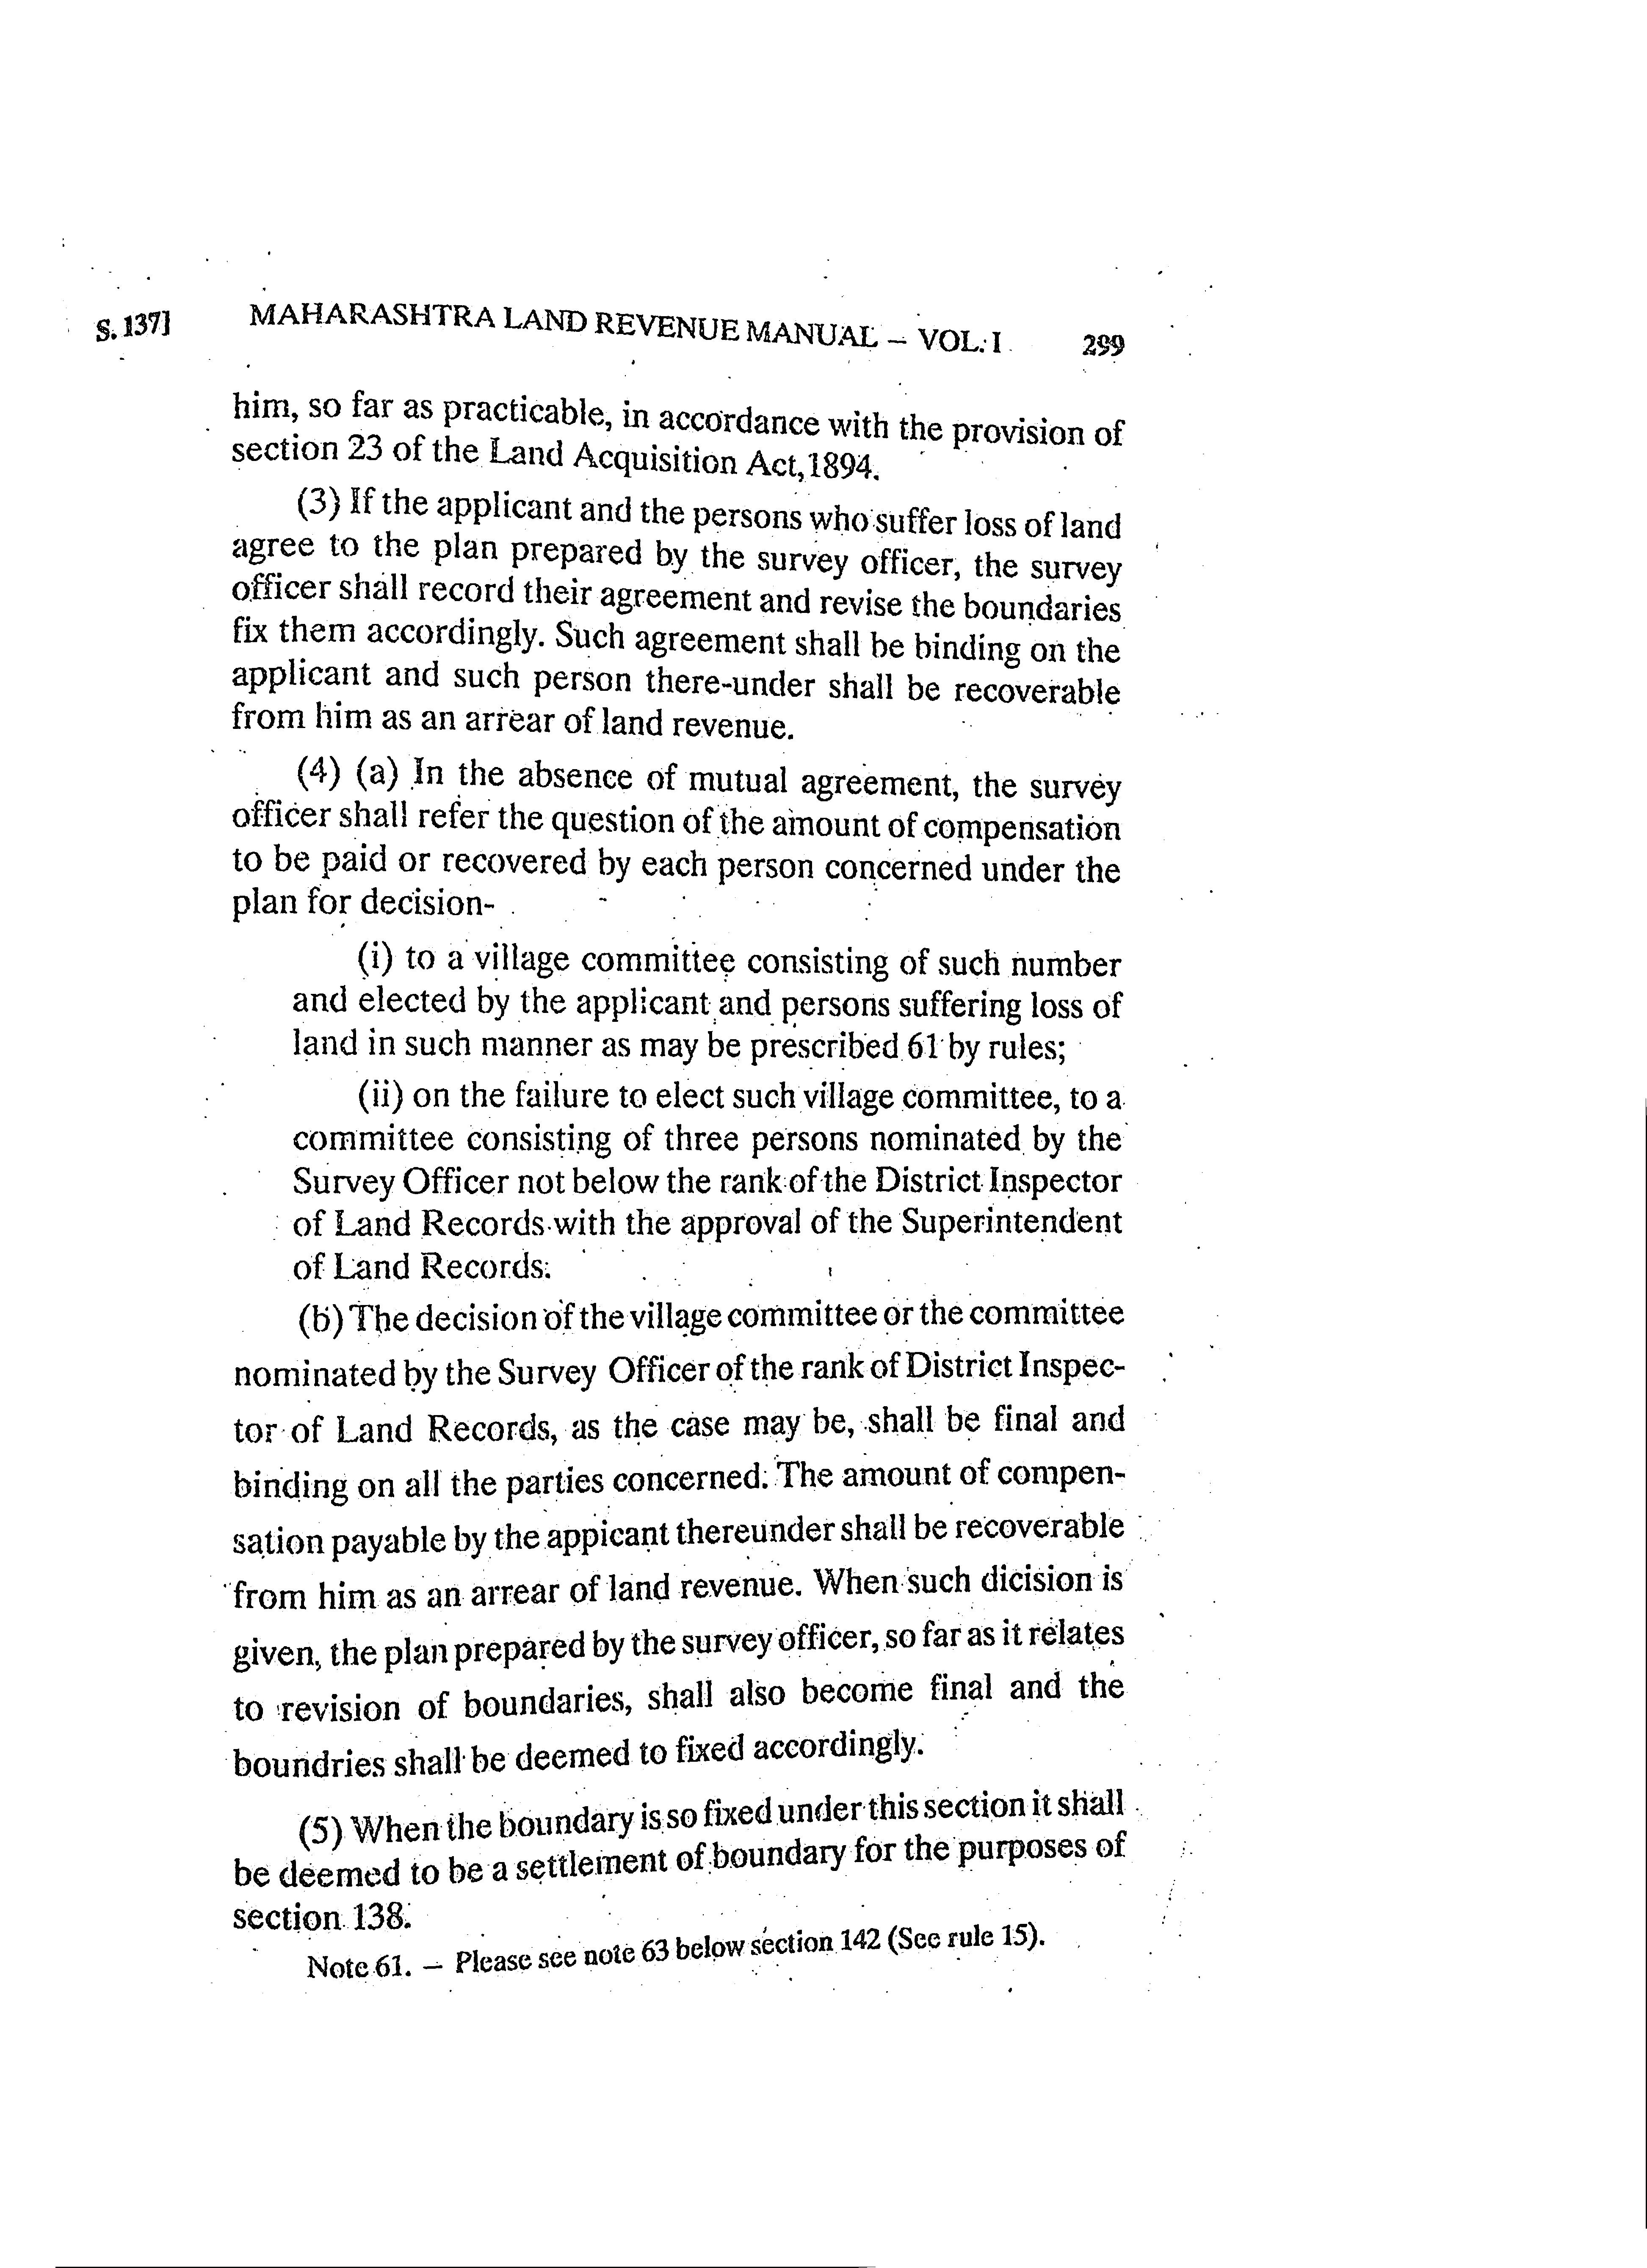 S. 137] MAHARASHTRA LAND REVENUE MANUAL – VOL. I 299
him, so far as practicable, in accordance with the provision of
section 23 of the Land Acquisition Act,1894.
(3) If the applicant and the persons who suffer loss of land
agree to the plan prepared by the survey officer, the survey
officer shall record their agreement and revise the boundaries
fix them accordingly. Such agreement shall be binding on the
applicant and such person there-under shall be recoverable
from him as an arrear of land revenue.
(4) (a) In the absence of mutual agreement, the survey
officer shall refer the question of the amount of compensation
to be paid or recovered by each person concerned under the
plan for decision-
(i) to a village committee consisting of such number
and elected by the applicant and persons suffering loss of
land in such manner as may be prescribed 61 by rules;
(ii) on the failure to elect such village committee, to a
committee consisting of three persons nominated by the
Survey Officer not below the rank of the District Inspector
of Land Records with the approval of the Superintendent
of Land Records.
(b) The decision of the village committee or the committee
nominated by the Survey Officer of the rank of District Inspec-
tor of Land Records, as the case may be, shall be final and
binding on all the parties concerned. The amount of compen-
sation payable by the appicant thereunder shall be recoverable
from him as an arrear of land revenue. When such dicision is
given, the plan prepared by the survey officer, so far as it relates
to revision of boundaries, shall also become final and the
boundries shall be deemed to fixed accordingly.
(5) When the boundary is so fixed under this section it shall
be deemed to be a settlement of boundary for the purposes of
section 138.
Note 61. – Please see note 63 below section 142 (See rule 15).